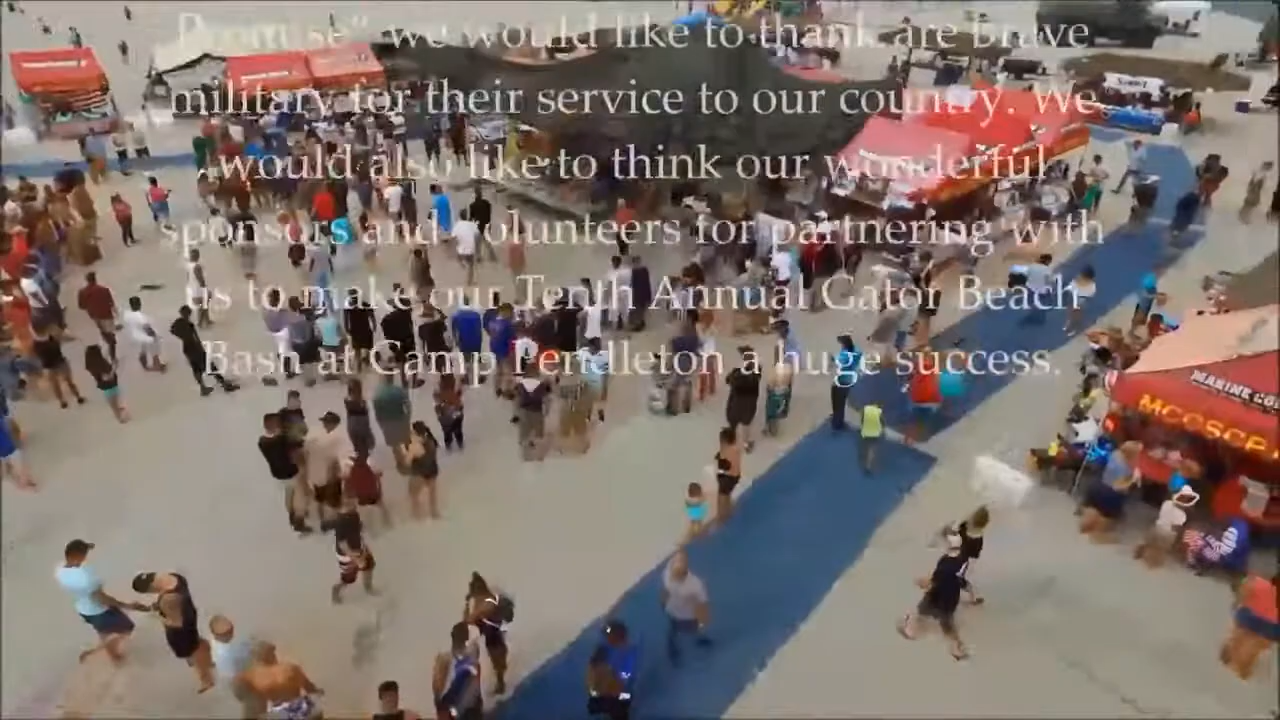 Promise" we would like to thank are Brave
military for their service to our country. We
would also like to think our wonderful
sponsors and volunteers for partnering with
us to make our Tenth Annual Gator Beach
Bash at Camp Pendleton a huge success.
MARINE CO
MCCSCP